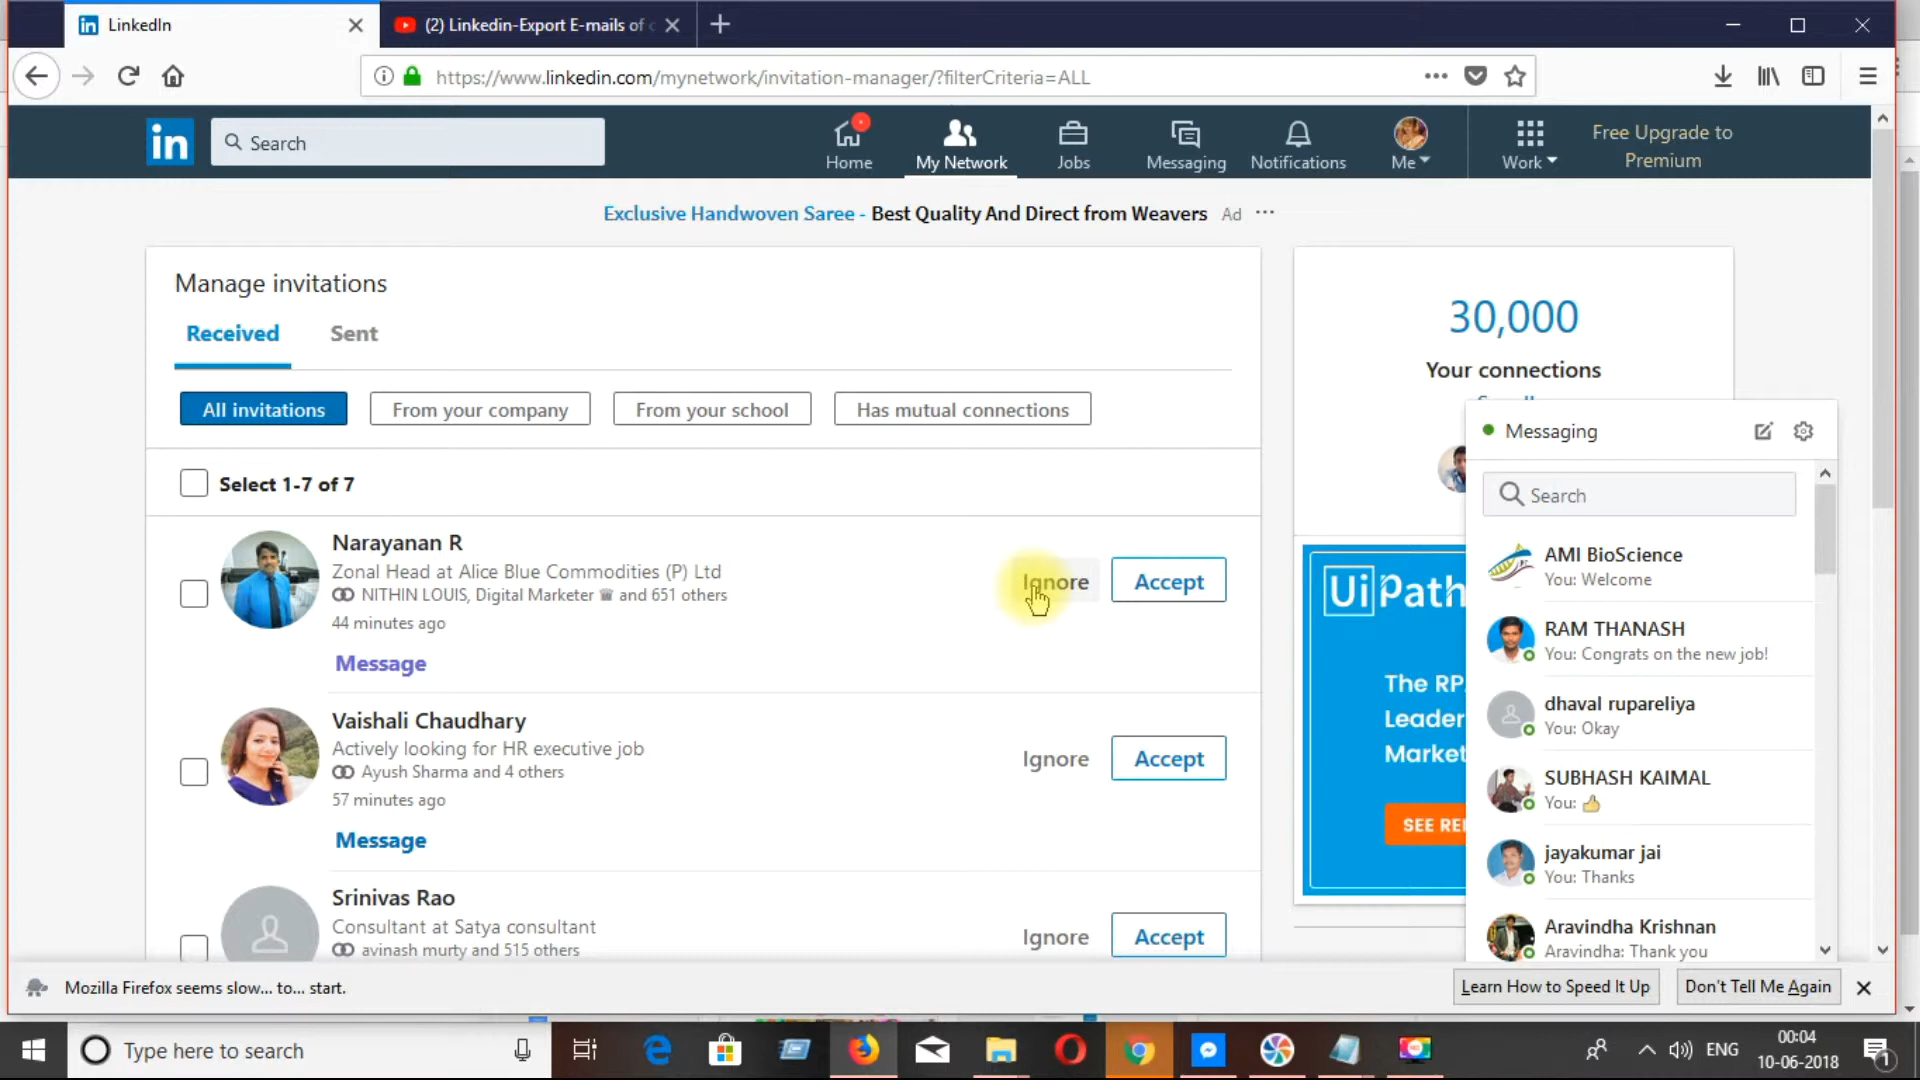 LinkedIn
(2) Linkedin-Export E-mails of
https://www.linkedin.com/mynetwork/invitation-manager/?filterCriteria=ALL
in
Search
Home
My Network
Jobs
Messaging
Notifications
Me
Work
Free Upgrade to
Premium
Exclusive Handwoven Saree - Best Quality And Direct from Weavers Ad
Manage invitations
Received
Sent
All invitations
From your company
From your school
Has mutual connections
Select 1-7 of 7
Narayanan R
Zonal Head at Alice Blue Commodities (P) Ltd
NITHIN LOUIS, Digital Marketer ♕ and 651 others
44 minutes ago
Message
Ignore
Accept
Vaishali Chaudhary
Actively looking for HR executive job
Ayush Sharma and 4 others
57 minutes ago
Message
Ignore
Accept
Srinivas Rao
Consultant at Satya consultant
avinash murty and 515 others
Ignore
Accept
30,000
Your connections
UiPath
The RP
Leader
Market
SEE RE
Messaging
Search
AMI BioScience
You: Welcome
RAM THANASH
You: Congrats on the new job!
dhaval rupareliya
You: Okay
SUBHASH KAIMAL
You: 👍
jayakumar jai
You: Thanks
Aravindha Krishnan
Aravindha: Thank you
Mozilla Firefox seems slow... to... start.
Learn How to Speed It Up
Don't Tell Me Again
Type here to search
ENG
00:04
10-06-2018
1